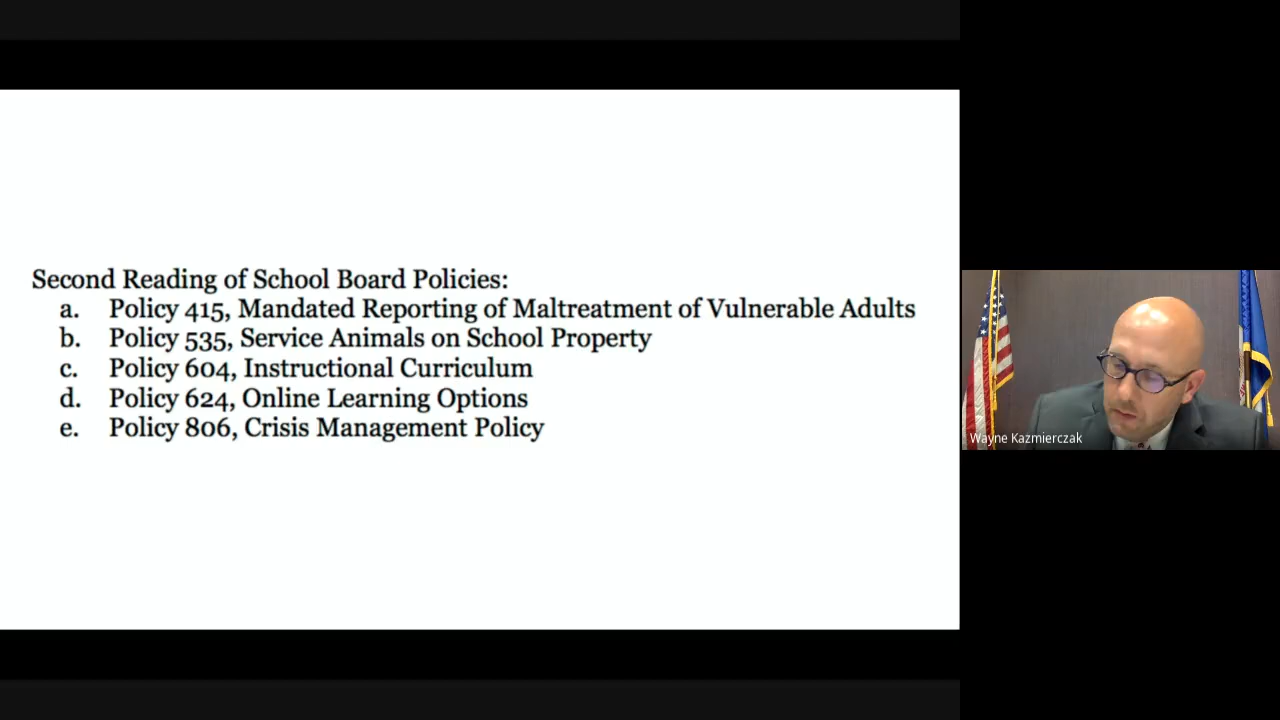 Second Reading of School Board Policies:
a. Policy 415, Mandated Reporting of Maltreatment of Vulnerable Adults
b. Policy 535, Service Animals on School Property
c. Policy 604, Instructional Curriculum
d. Policy 624, Online Learning Options
e. Policy 806, Crisis Management Policy
Wayne Kazmierczak